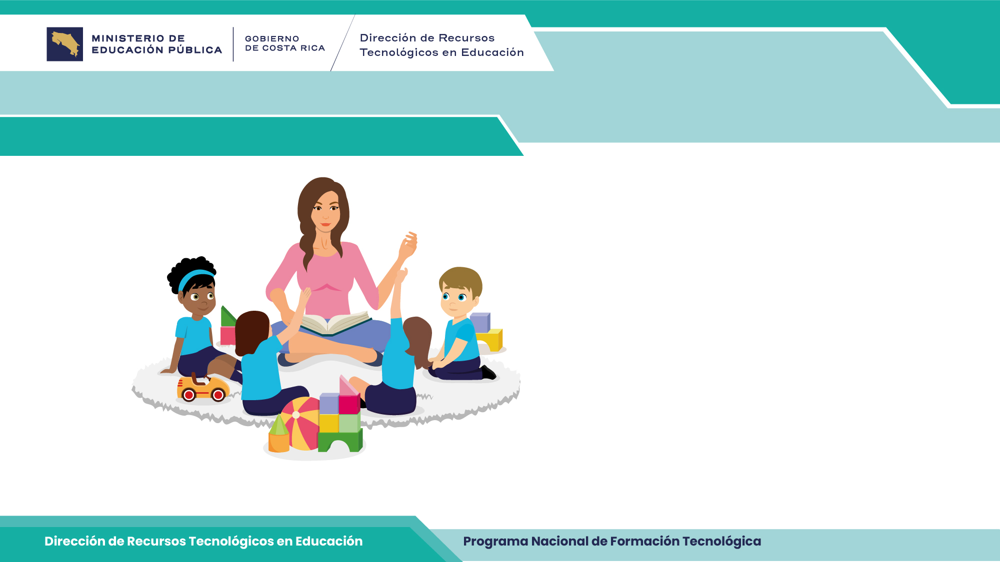 MINISTERIO DE
EDUCACIÓN PÚBLICA
GOBIERNO
DE COSTA RICA
Dirección de Recursos
Tecnológicos en Educación
Dirección de Recursos Tecnológicos en Educación
Programa Nacional de Formación Tecnológica